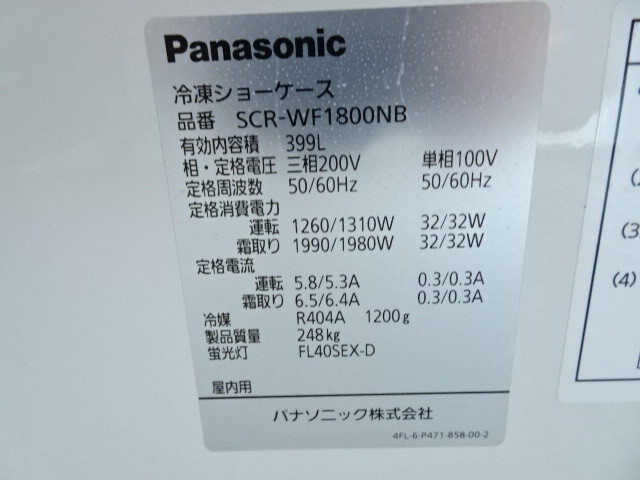 Panasonic
冷凍ショーケース
品番 SCR-WF1800NB
有効内容積 399L
相・定格電圧 三相200V 単相100V
定格周波数 50/60Hz 50/60Hz
定格消費電力
運転 1260/1310W 32/32W
霜取り 1990/1980W 32/32W
定格電流
運転 5.8/5.3A 0.3/0.3A
霜取り 6.5/6.4A 0.3/0.3A
冷媒 R404A 1200g
製品質量 248kg
蛍光灯 FL40SEX-D
屋内用
パナソニック株式会社
4FL-6-P471-858-00-2
(3)
(4)